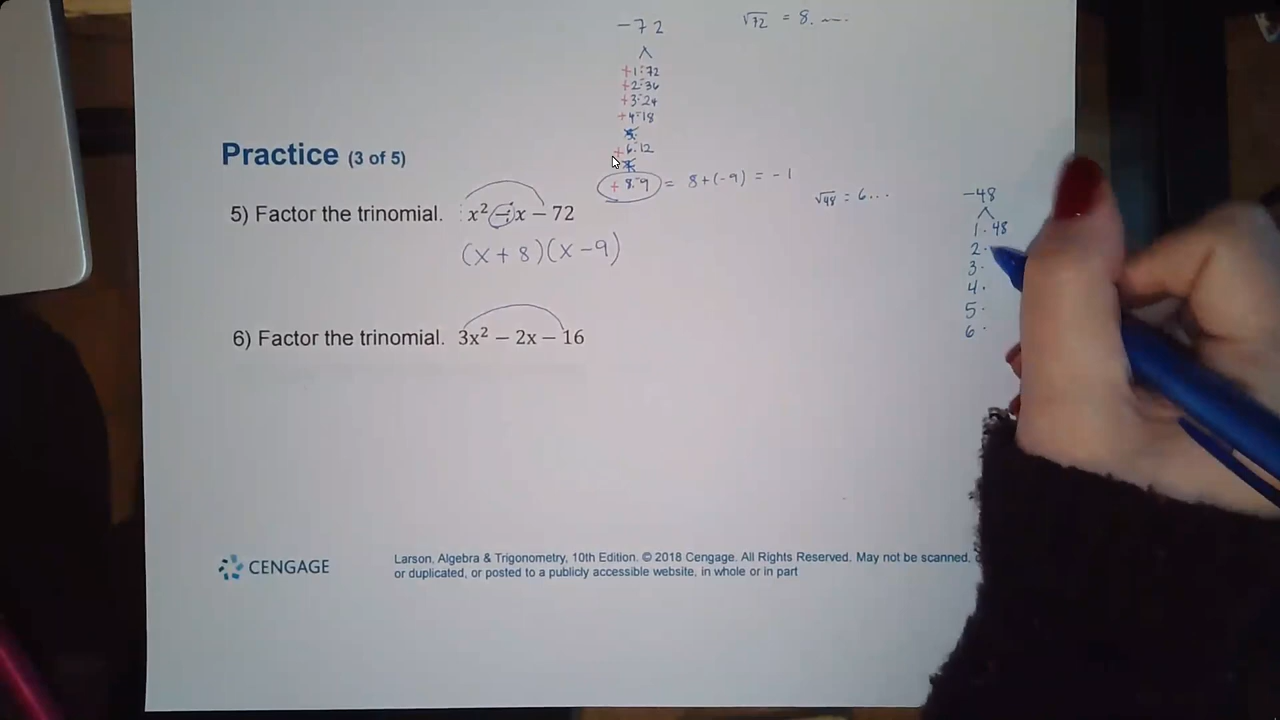 -72
√72 = 8. ....
+1·72
+2·36
+3·24
+4·18
5·
+6·12
7·
+ 8·-9 = 8+(-9) = -1
Practice (3 of 5)
5) Factor the trinomial. x² − x − 72
(x + 8)(x - 9)
6) Factor the trinomial. 3x² − 2x − 16
√48 = 6...
-48
1·48
2·
3·
4·
5·
6·
CENGAGE
Larson, Algebra & Trigonometry, 10th Edition. © 2018 Cengage. All Rights Reserved. May not be scanned,
or duplicated, or posted to a publicly accessible website, in whole or in part